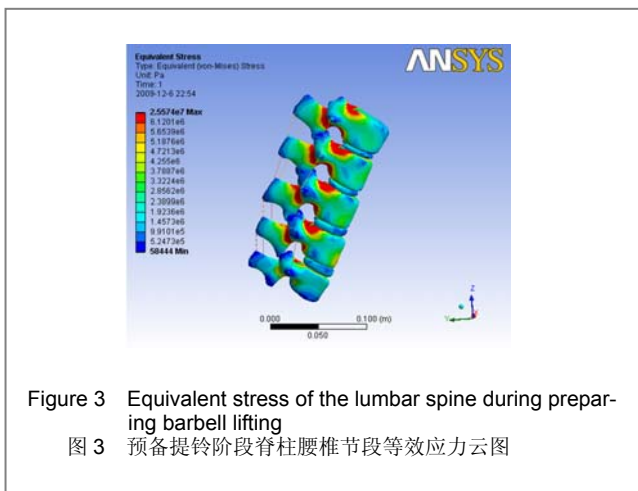 Equivalent Stress
Type: Equivalent (von-Mises) Stress
Unit: Pa
Time: 1
2009-12-6 22:54
ANSYS
2.5574e7 Max
6.1201e6
5.6539e6
5.1876e6
4.7213e6
4.255e6
3.7887e6
3.3224e6
2.8562e6
2.3899e6
1.9236e6
1.4573e6
9.9101e5
5.2473e5
58444 Min
0.000
0.100 (m)
0.050
Z
Y
Figure 3 Equivalent stress of the lumbar spine during prepar-
ing barbell lifting
图 3 预备提铃阶段脊柱腰椎节段等效应力云图